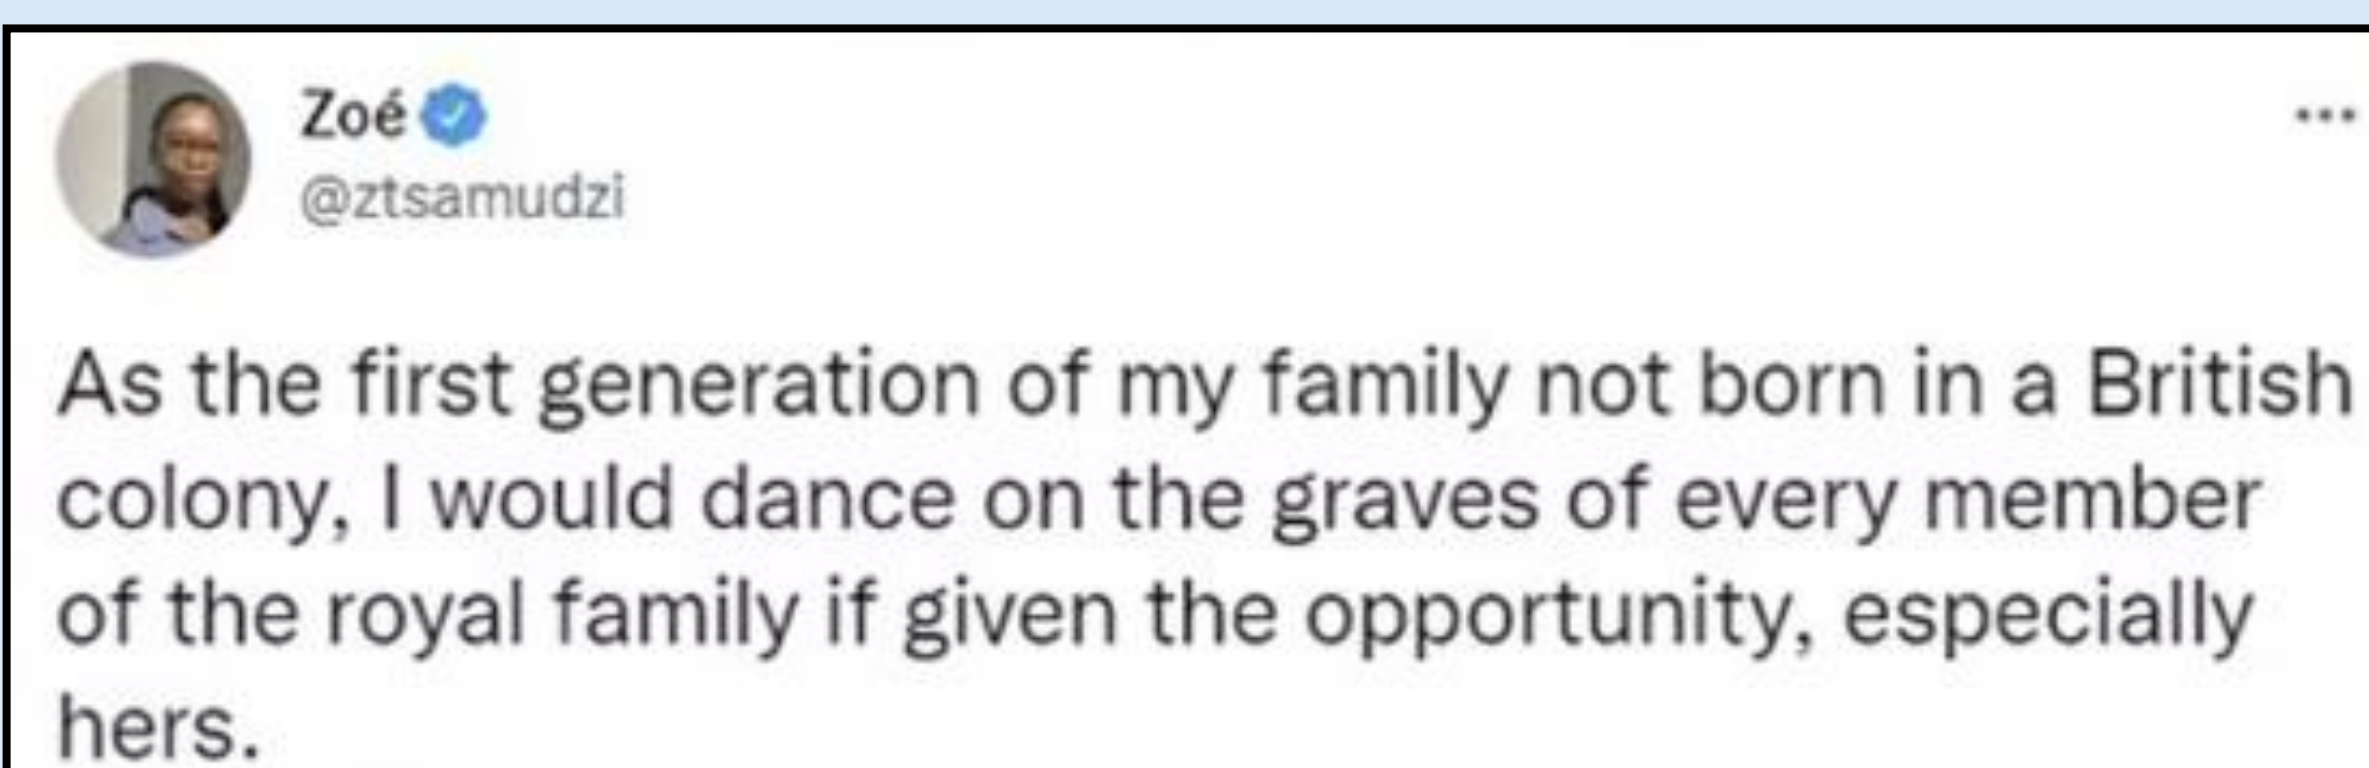 Zoé
@ztsamudzi
As the first generation of my family not born in a British
colony, I would dance on the graves of every member
of the royal family if given the opportunity, especially
hers.